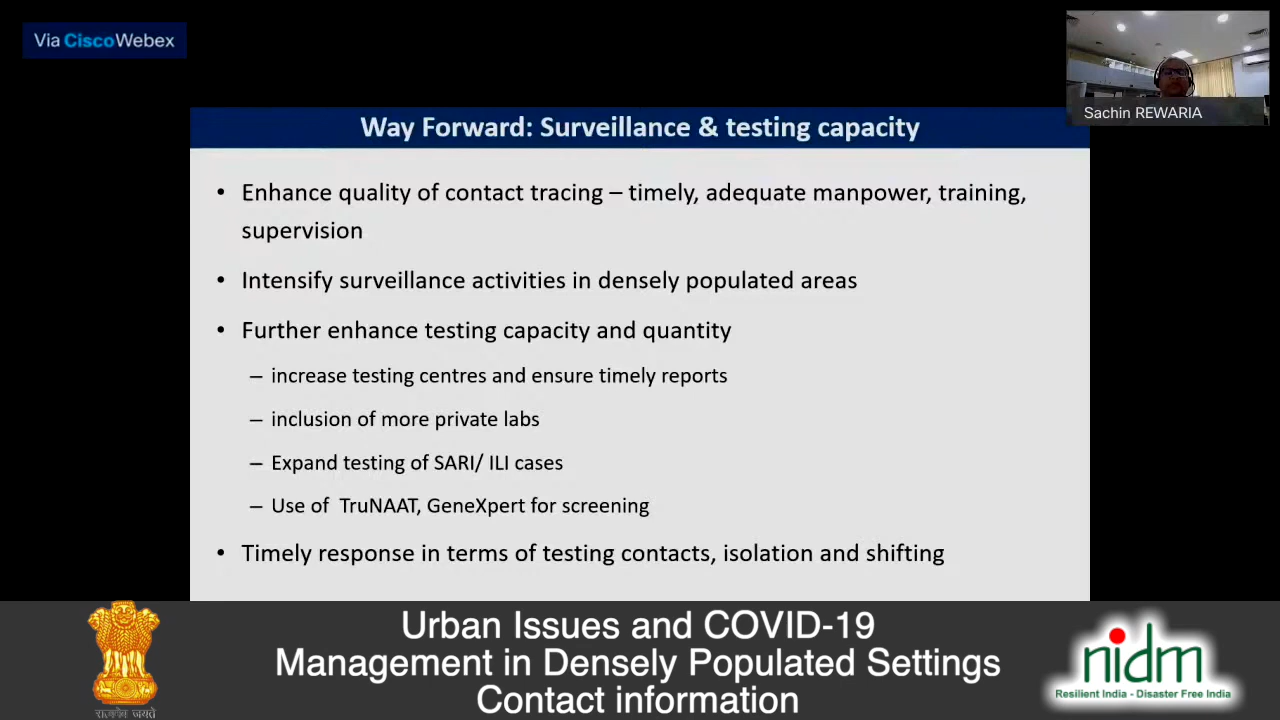 Via CiscoWebex
Sachin REWARIA
Way Forward: Surveillance & testing capacity
• Enhance quality of contact tracing – timely, adequate manpower, training,
supervision
• Intensify surveillance activities in densely populated areas
• Further enhance testing capacity and quantity
– increase testing centres and ensure timely reports
– inclusion of more private labs
– Expand testing of SARI/ ILI cases
– Use of TruNAAT, GeneXpert for screening
• Timely response in terms of testing contacts, isolation and shifting
Urban Issues and COVID-19
Management in Densely Populated Settings
Contact information
सत्यमेव जयते
nidm
Resilient India - Disaster Free India